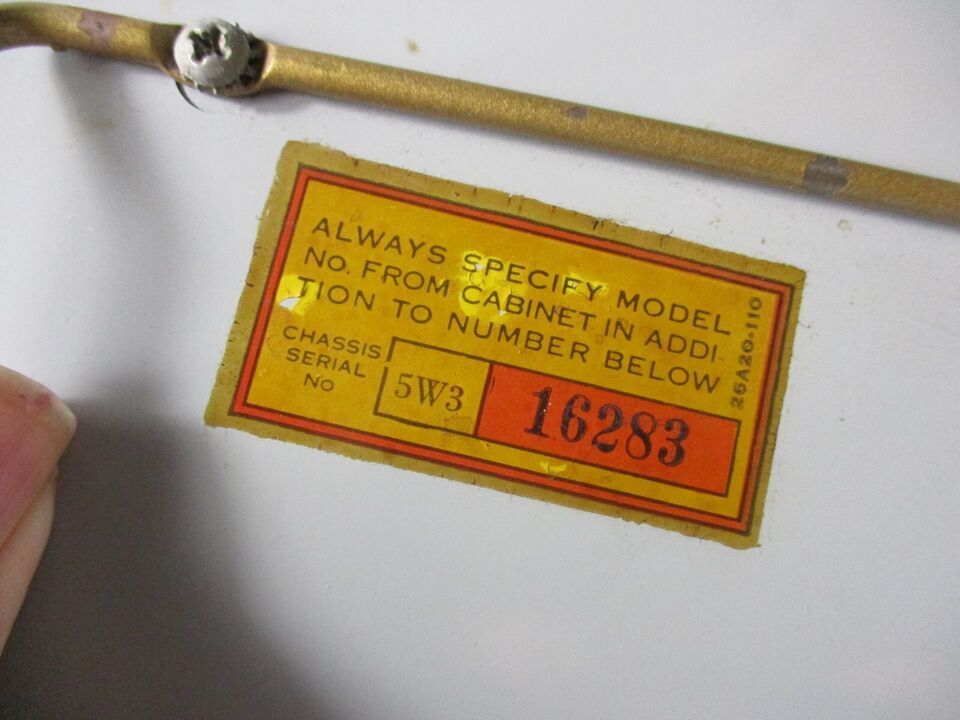 ALWAYS SPECIFY MODEL
NO. FROM CABINET IN ADDI-
TION TO NUMBER BELOW
CHASSIS
SERIAL
NO
5W3
16283
26A20-110